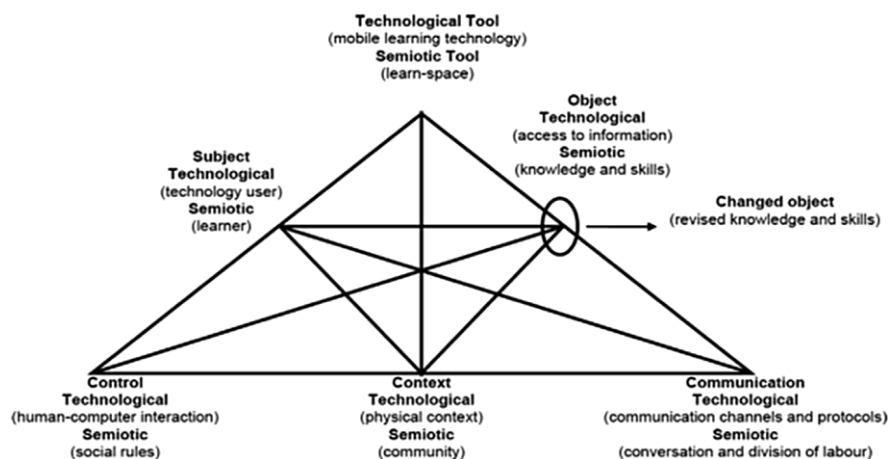 Technological Tool
(mobile learning technology)
Semiotic Tool
(learn-space)
Object
Technological
(access to information)
Semiotic
(knowledge and skills)
Subject
Technological
(technology user)
Semiotic
(learner)
Changed object
(revised knowledge and skills)
Control
Technological
(human-computer interaction)
Semiotic
(social rules)
Context
Technological
(physical context)
Semiotic
(community)
Communication
Technological
(communication channels and protocols)
Semiotic
(conversation and division of labour)